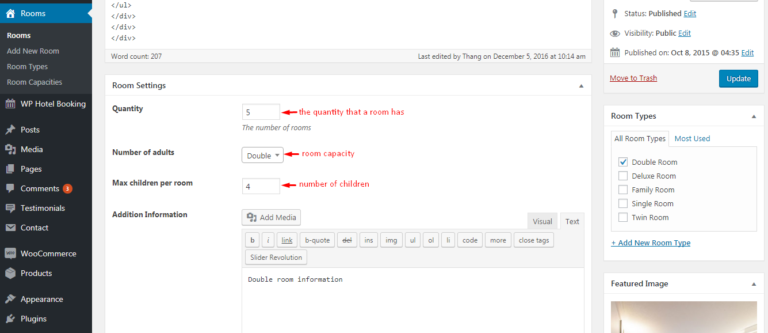 Rooms
Rooms
Add New Room
Room Types
Room Capacities
WP Hotel Booking
Posts
Media
Pages
Comments 3
Testimonials
Contact
WooCommerce
Products
Appearance
Plugins
</ul>
</div>
</div>
</div>
Word count: 207
Last edited by Thang on December 5, 2016 at 10:14 am
Room Settings
Quantity
5
the quantity that a room has
The number of rooms
Number of adults
Double
room capacity
Max children per room
4
number of children
Addition Information
Add Media
Visual
Text
b
i
link
b-quote
del
ins
img
ul
ol
li
code
more
close tags
Slider Revolution
Double room information
Status: Published Edit
Visibility: Public Edit
Published on: Oct 8, 2015 @ 04:35 Edit
Move to Trash
Update
Room Types
All Room Types
Most Used
Double Room
Deluxe Room
Family Room
Single Room
Twin Room
+ Add New Room Type
Featured Image